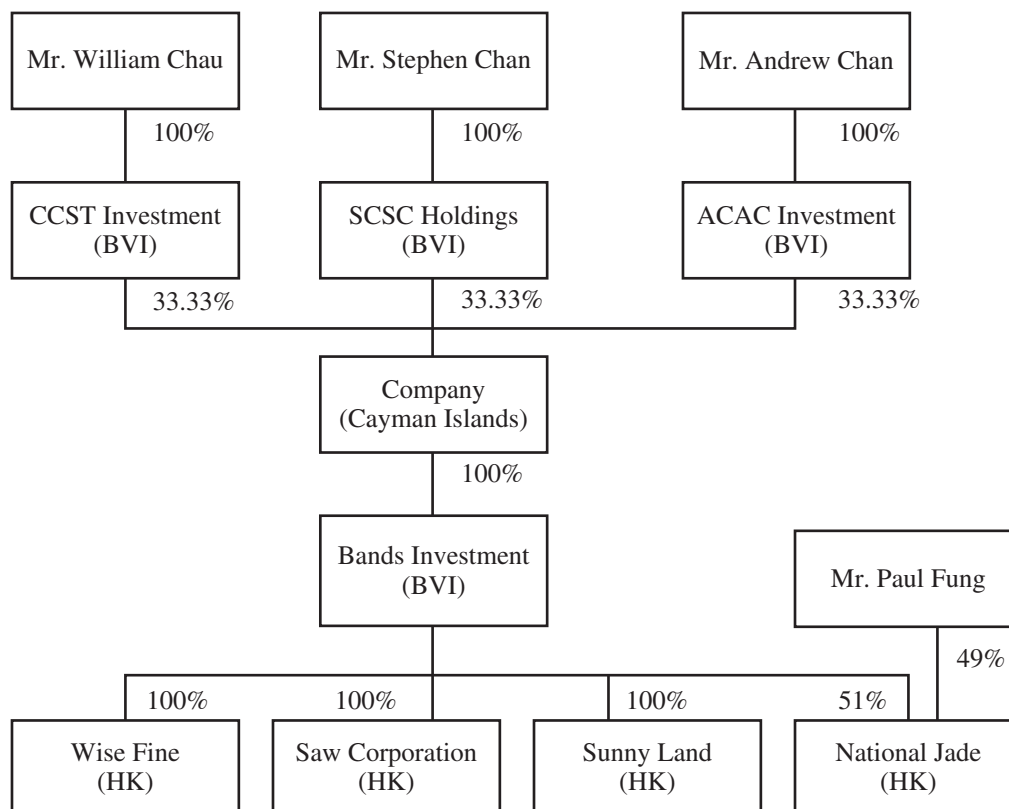 Mr. William Chau
Mr. Stephen Chan
Mr. Andrew Chan
100%
100%
100%
CCST Investment
(BVI)
SCSC Holdings
(BVI)
ACAC Investment
(BVI)
33.33%
33.33%
33.33%
Company
(Cayman Islands)
100%
Bands Investment
(BVI)
Mr. Paul Fung
49%
100%
100%
100%
51%
Wise Fine
(HK)
Saw Corporation
(HK)
Sunny Land
(HK)
National Jade
(HK)